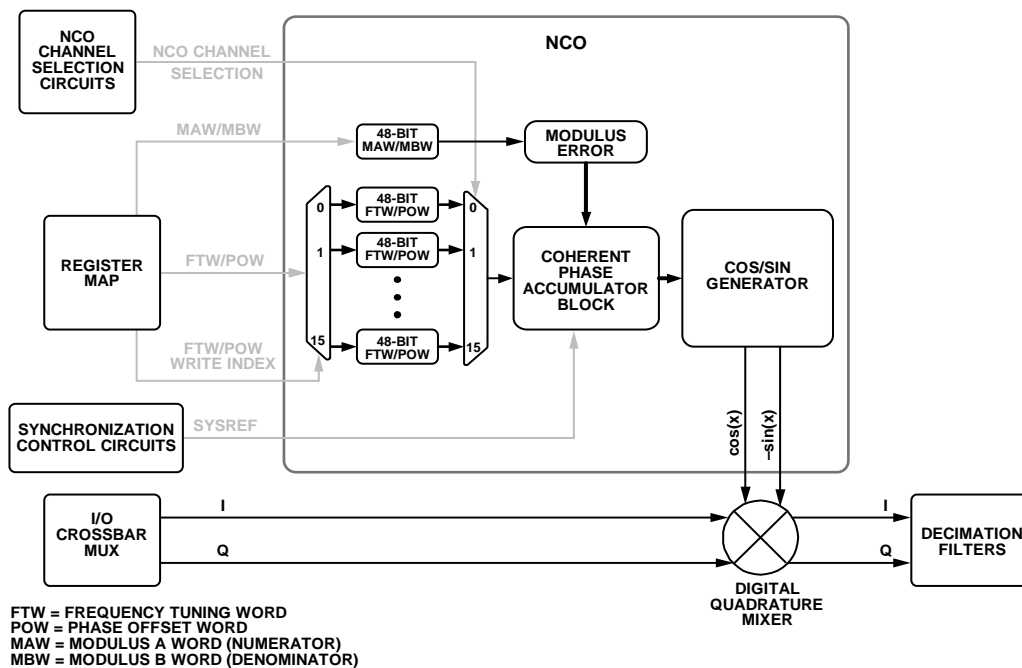 NCO
CHANNEL
SELECTION
CIRCUITS
NCO CHANNEL
SELECTION
NCO
MAW/MBW
48-BIT
MAW/MBW
MODULUS
ERROR
REGISTER
MAP
FTW/POW
FTW/POW
WRITE INDEX
0
1
15
48-BIT
FTW/POW
48-BIT
FTW/POW
48-BIT
FTW/POW
0
1
15
COHERENT
PHASE
ACCUMULATOR
BLOCK
COS/SIN
GENERATOR
SYNCHRONIZATION
CONTROL CIRCUITS
SYSREF
cos(x)
–sin(x)
I/O
CROSSBAR
MUX
I
Q
I
Q
DECIMATION
FILTERS
DIGITAL
QUADRATURE
MIXER
FTW = FREQUENCY TUNING WORD
POW = PHASE OFFSET WORD
MAW = MODULUS A WORD (NUMERATOR)
MBW = MODULUS B WORD (DENOMINATOR)